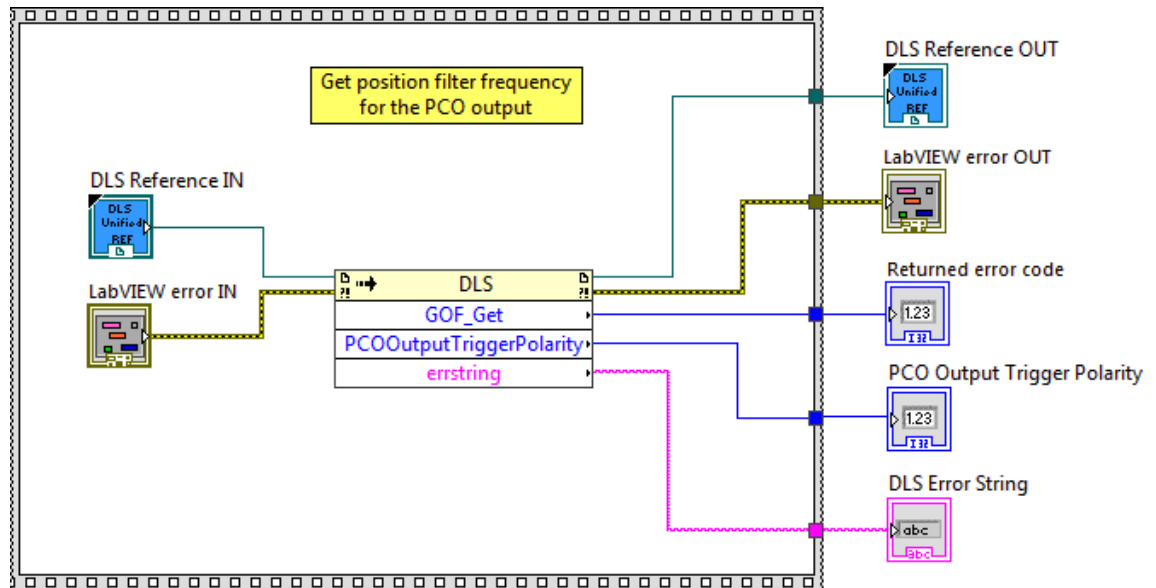 DLS Reference OUT
DLS
Unified
REF
Get position filter frequency
for the PCO output
LabVIEW error OUT
DLS Reference IN
DLS
Unified
REF
LabVIEW error IN
?!
DLS
?!
GOF_Get
PCOOutputTriggerPolarity
errstring
Returned error code
1.23
I32
PCO Output Trigger Polarity
1.23
I32
DLS Error String
abc
abc